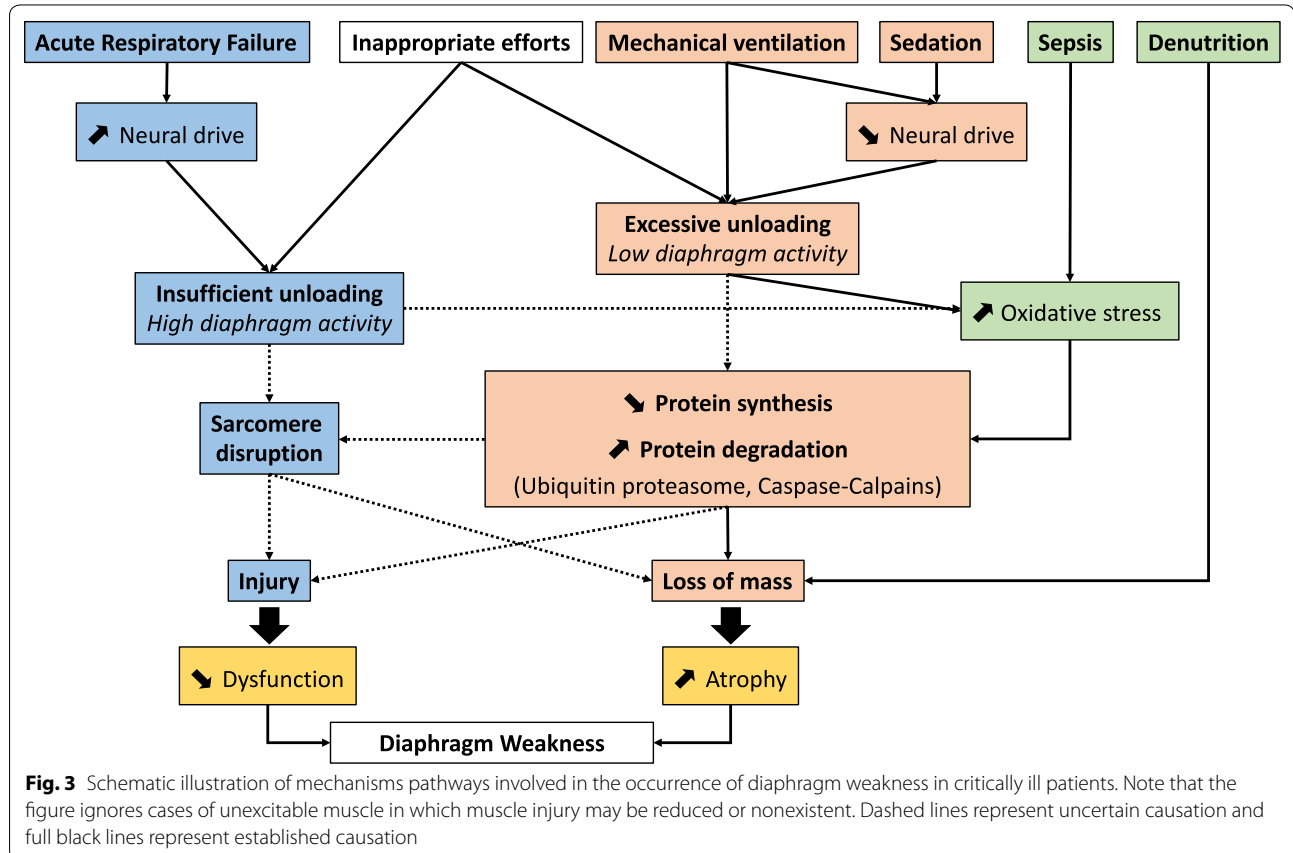 Acute Respiratory Failure
Inappropriate efforts
Mechanical ventilation
Sedation
Sepsis
Denutrition
Neural drive
Neural drive
Excessive unloading
Low diaphragm activity
Insufficient unloading
High diaphragm activity
Oxidative stress
Protein synthesis
Sarcomere
disruption
Protein degradation
(Ubiquitin proteasome, Caspase-Calpains)
Injury
Loss of mass
Dysfunction
Atrophy
Diaphragm Weakness
Fig. 3 Schematic illustration of mechanisms pathways involved in the occurrence of diaphragm weakness in critically ill patients. Note that the
figure ignores cases of unexcitable muscle in which muscle injury may be reduced or nonexistent. Dashed lines represent uncertain causation and
full black lines represent established causation